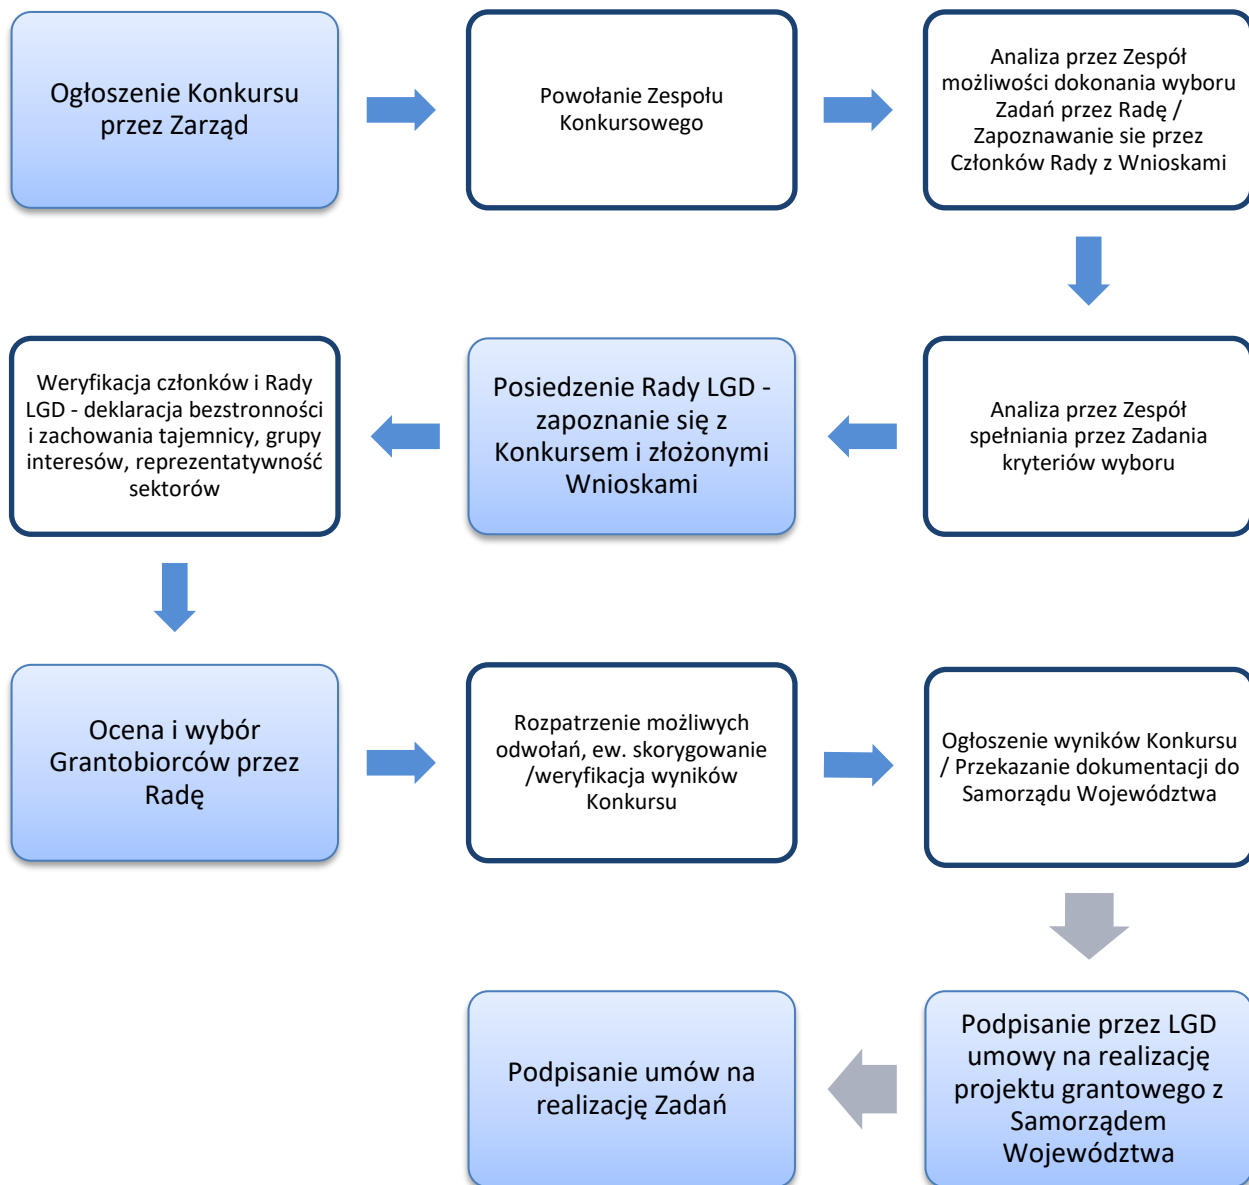 Ogłoszenie Konkursu
przez Zarząd
Powołanie Zespołu
Konkursowego
Analiza przez Zespół
możliwości dokonania wyboru
Zadań przez Radę /
Zapoznawanie sie przez
Członków Rady z Wnioskami
Analiza przez Zespół
spełniania przez Zadania
kryteriów wyboru
Posiedzenie Rady LGD -
zapoznanie się z
Konkursem i złożonymi
Wnioskami
Weryfikacja członków i Rady
LGD - deklaracja bezstronności
i zachowania tajemnicy, grupy
interesów, reprezentatywność
sektorów
Ocena i wybór
Grantobiorców przez
Radę
Rozpatrzenie możliwych
odwołań, ew. skorygowanie
/weryfikacja wyników
Konkursu
Ogłoszenie wyników Konkursu
/ Przekazanie dokumentacji do
Samorządu Województwa
Podpisanie przez LGD
umowy na realizację
projektu grantowego z
Samorządem
Województwa
Podpisanie umów na
realizację Zadań